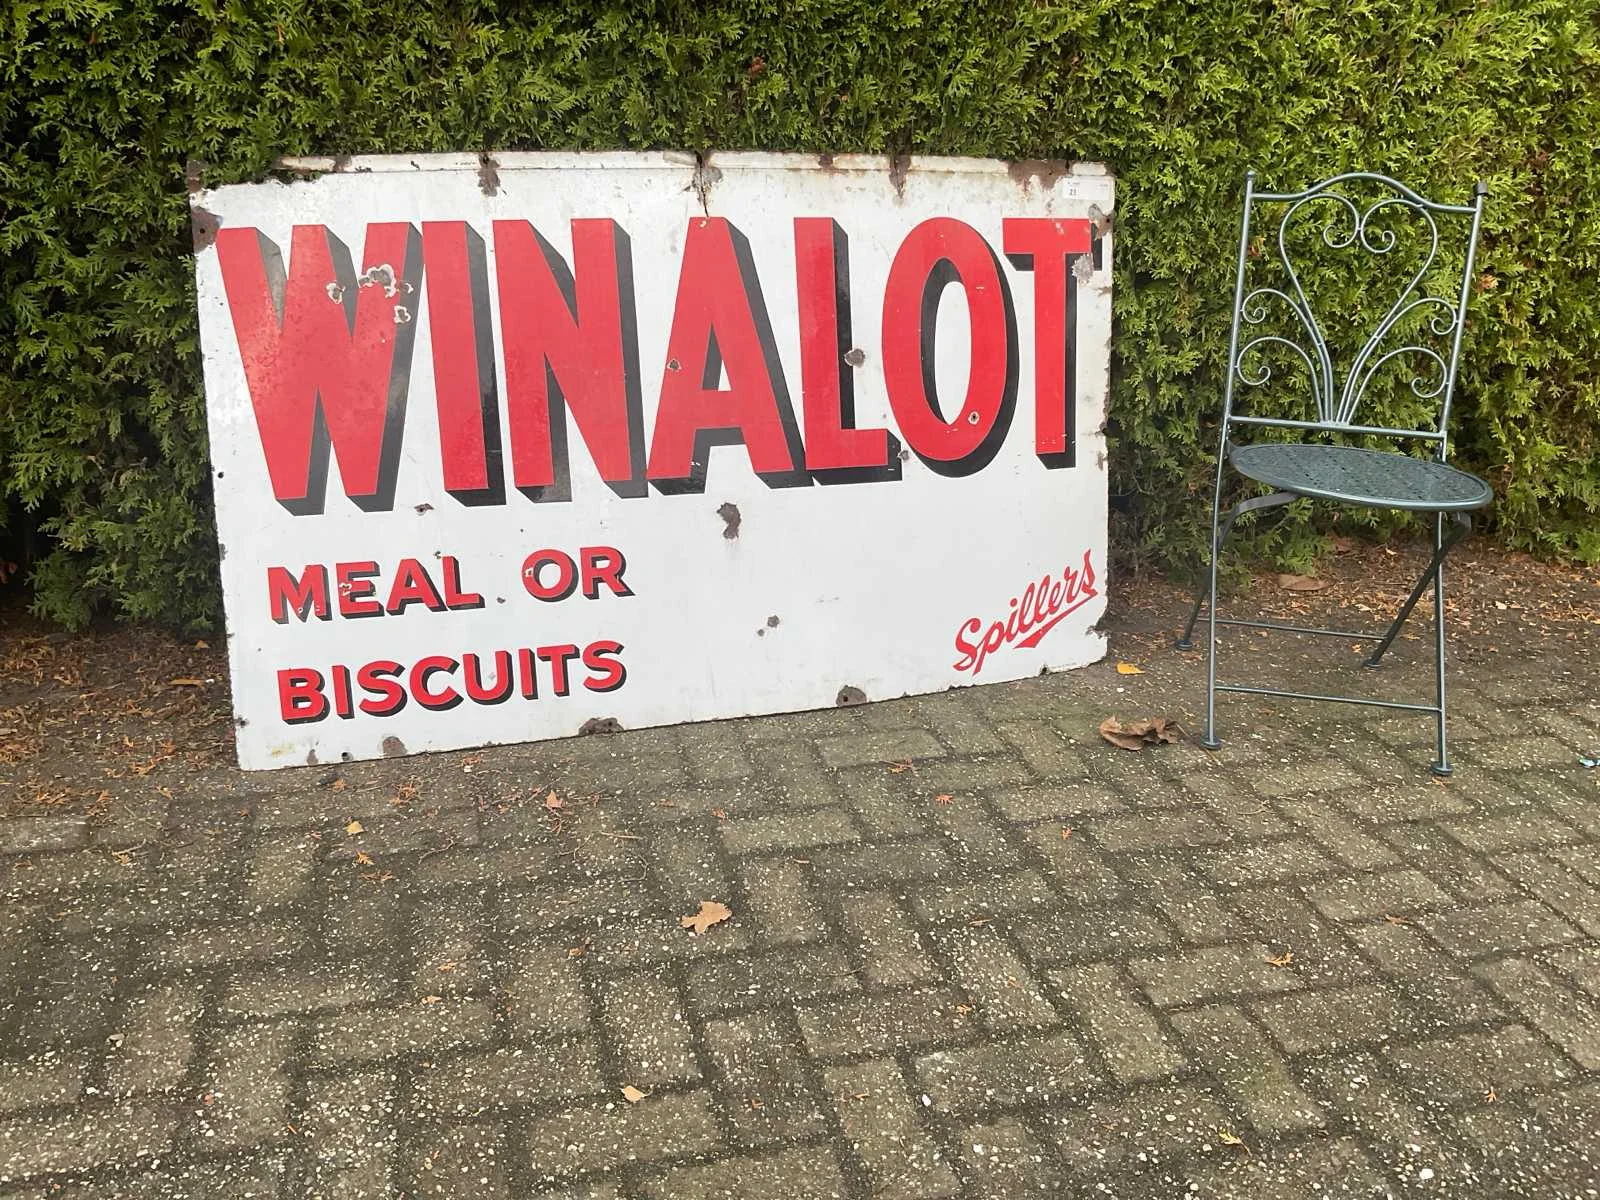 WINALOT
MEAL OR
BISCUITS
Spillers